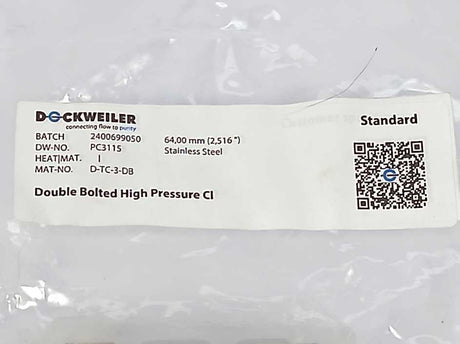 DOCKWEILER
connecting flow to purity
Standard
BATCH 2400699050 64,00 mm (2,516 ")
DW-NO. PC3115 Stainless Steel
HEAT|MAT. |
MAT-NO. D-TC-3-DB
Double Bolted High Pressure Cl